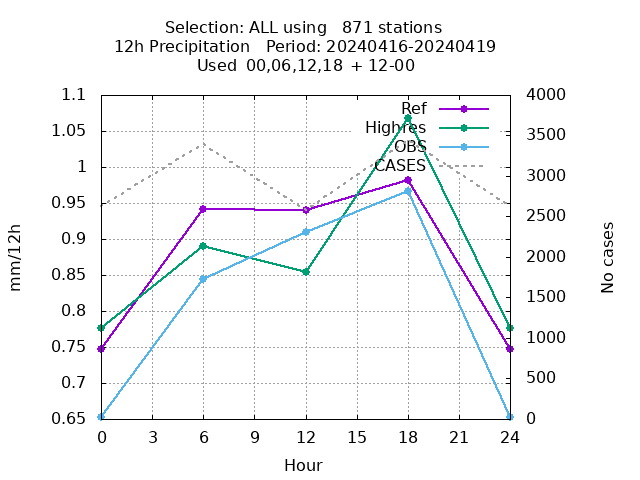 Selection: ALL using   871 stations
12h Precipitation   Period: 20240416-20240419
Used  00,06,12,18  + 12-00
1.1
1.05
1
0.95
0.9
0.85
0.8
0.75
0.7
0.65
4000
3500
3000
2500
2000
1500
1000
500
0
Ref
Highres
OBS
CASES
mm/12h
No cases
0 3 6 9 12 15 18 21 24
Hour